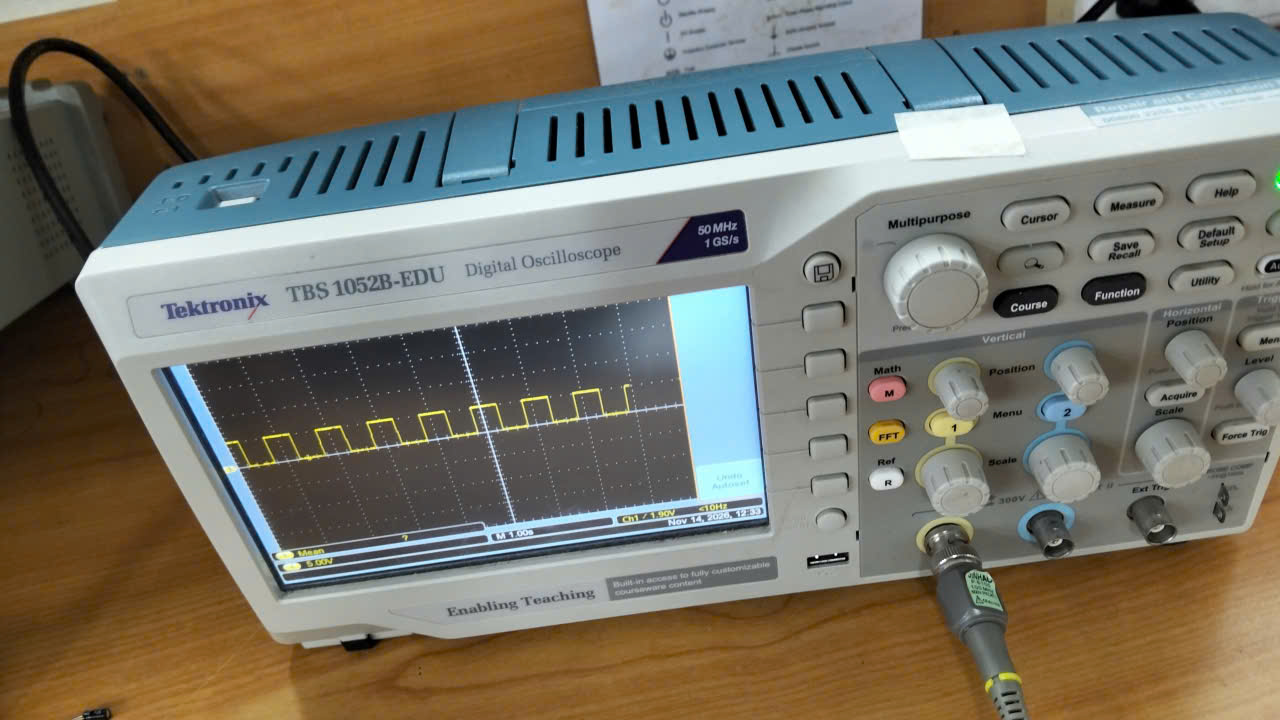 Tektronix
TBS 1052B-EDU
Digital Oscilloscope
50 MHz
1 GS/s
Multipurpose
Cursor
Measure
Help
Save
Recall
Default
Setup
Course
Function
Utility
Vertical
Horizontal
Position
Math
M
Position
Menu
1
2
FFT
Ref
R
Scale
Acquire
Scale
Level
Force Trig
300V
Undo
Autoset
Mean
?
5.00V
M 1.00s
Ch1 / 1.90V
<10Hz
Nov 14, 2026, 12:33
Enabling Teaching
Built-in access to fully customizable
courseware content